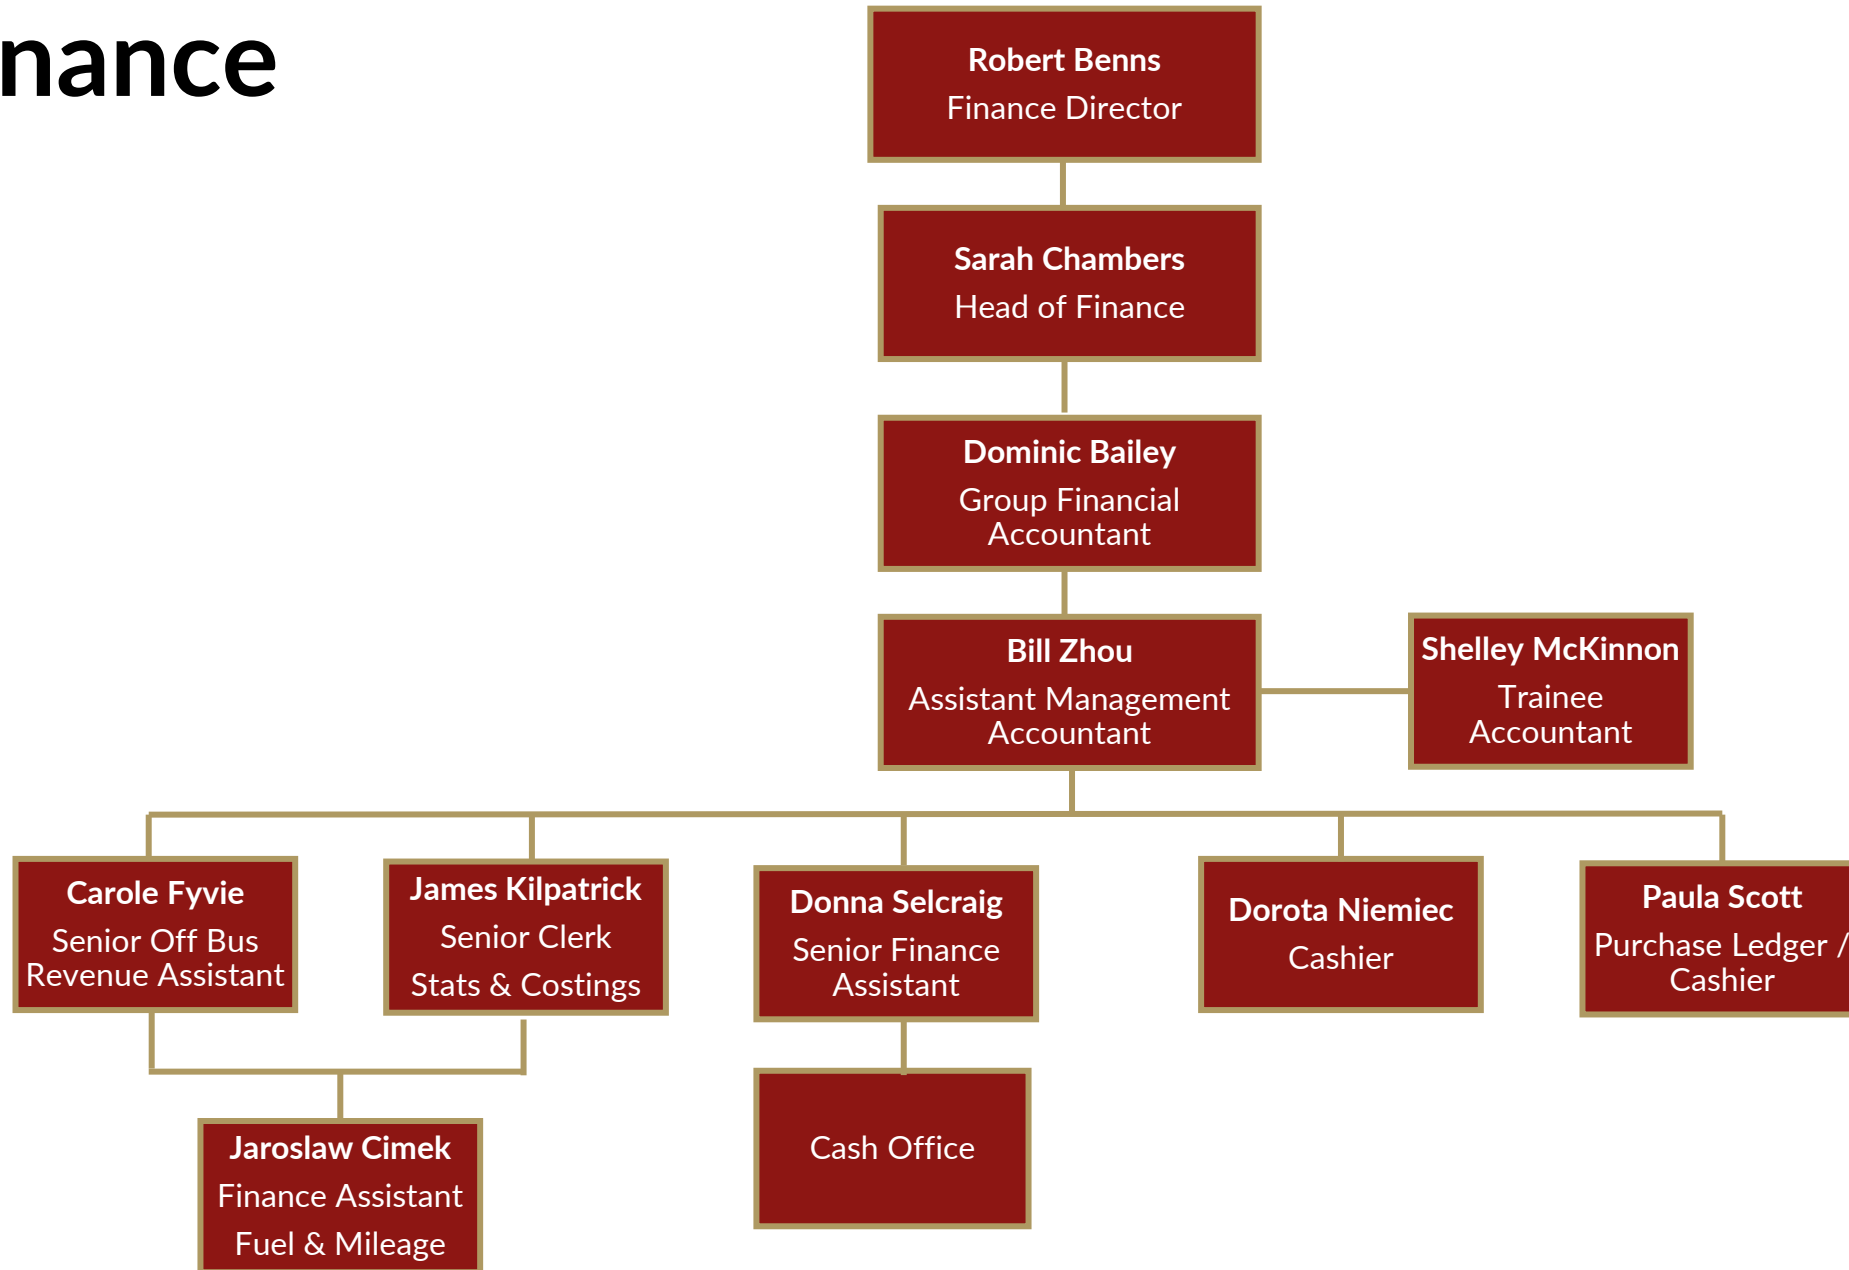 nance
Robert Benns
Finance Director
Sarah Chambers
Head of Finance
Dominic Bailey
Group Financial
Accountant
Bill Zhou
Assistant Management
Accountant
Shelley McKinnon
Trainee
Accountant
Carole Fyvie
Senior Off Bus
Revenue Assistant
James Kilpatrick
Senior Clerk
Stats & Costings
Donna Selcraig
Senior Finance
Assistant
Dorota Niemiec
Cashier
Paula Scott
Purchase Ledger /
Cashier
Jaroslaw Cimek
Finance Assistant
Fuel & Mileage
Cash Office